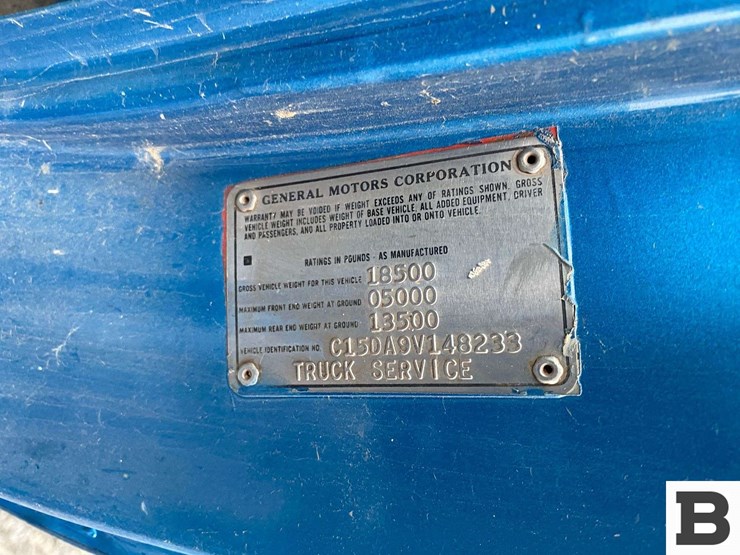 GENERAL MOTORS CORPORATION
WARRANTY MAY BE VOIDED IF WEIGHT EXCEEDS ANY OF RATINGS SHOWN. GROSS
VEHICLE WEIGHT INCLUDES WEIGHT OF BASE VEHICLE, ALL ADDED EQUIPMENT, DRIVER
AND PASSENGERS, AND ALL PROPERTY LOADED INTO OR ONTO VEHICLE.
RATINGS IN POUNDS - AS MANUFACTURED
GROSS VEHICLE WEIGHT FOR THIS VEHICLE 18500
MAXIMUM FRONT END WEIGHT AT GROUND 05000
MAXIMUM REAR END WEIGHT AT GROUND 13500
VEHICLE IDENTIFICATION NO. C15DA9V148233
TRUCK SERVICE
B